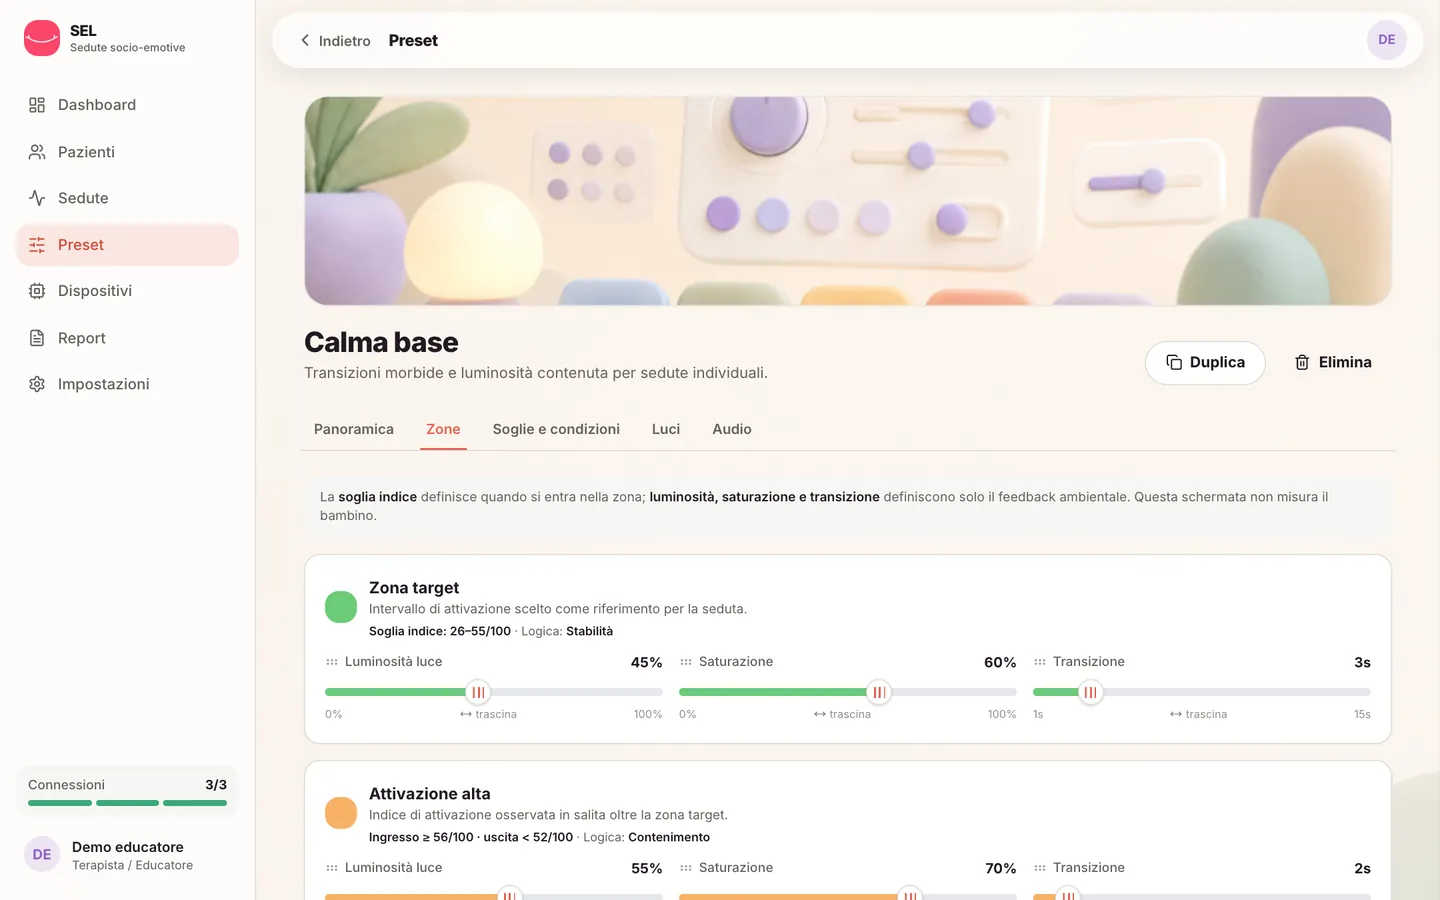 SEL
Sedute socio-emotive
Dashboard
Pazienti
Sedute
Preset
Dispositivi
Report
Impostazioni
Connessioni 3/3
DE
Demo educatore
Terapista / Educatore
Indietro Preset
DE
Calma base
Transizioni morbide e luminosità contenuta per sedute individuali.
Duplica
Elimina
Panoramica Zone Soglie e condizioni Luci Audio
La soglia indice definisce quando si entra nella zona; luminosità, saturazione e transizione definiscono solo il feedback ambientale. Questa schermata non misura il
bambino.
Zona target
Intervallo di attivazione scelto come riferimento per la seduta.
Soglia indice: 26–55/100 · Logica: Stabilità
Luminosità luce 45% Saturazione 60% Transizione 3s
0% ↔ trascina 100% 0% ↔ trascina 100% 1s ↔ trascina 15s
Attivazione alta
Indice di attivazione osservata in salita oltre la zona target.
Ingresso ≥ 56/100 · uscita < 52/100 · Logica: Contenimento
Luminosità luce 55% Saturazione 70% Transizione 2s